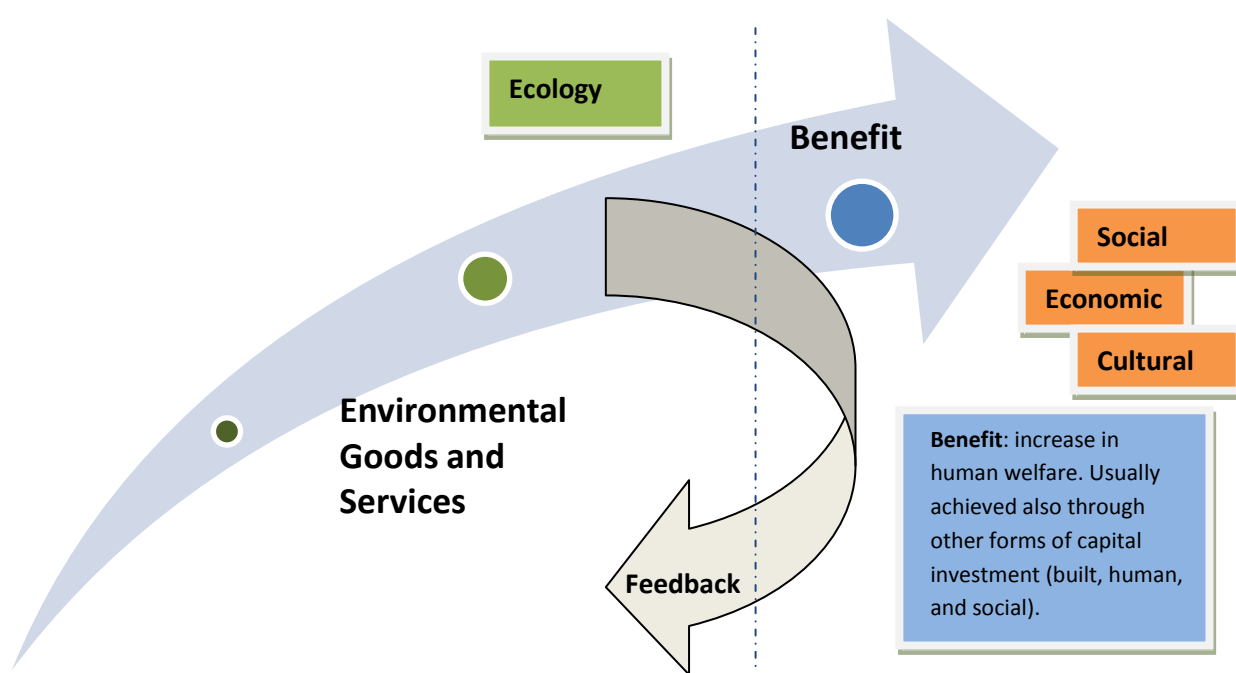 Ecology
Benefit
Social
Economic
Cultural
Environmental
Goods and
Services
Feedback
Benefit: increase in
human welfare. Usually
achieved also through
other forms of capital
investment (built, human,
and social).